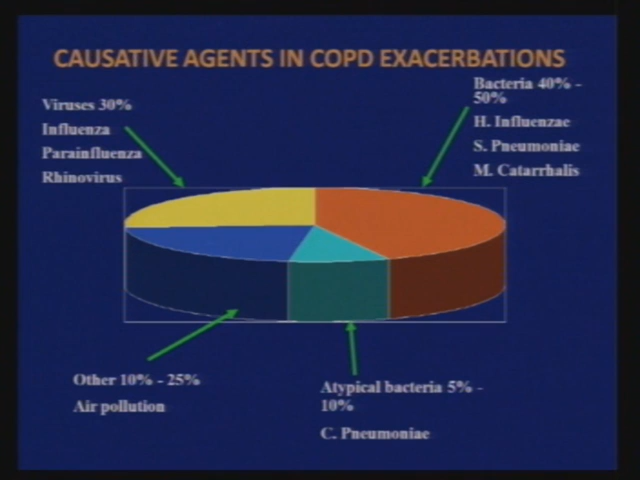 CAUSATIVE AGENTS IN COPD EXACERBATIONS
Viruses 30%
Influenza
Parainfluenza
Rhinovirus
Bacteria 40% -
50%
H. Influenzae
S. Pneumoniae
M. Catarrhalis
Other 10% - 25%
Air pollution
Atypical bacteria 5% -
10%
C. Pneumoniae